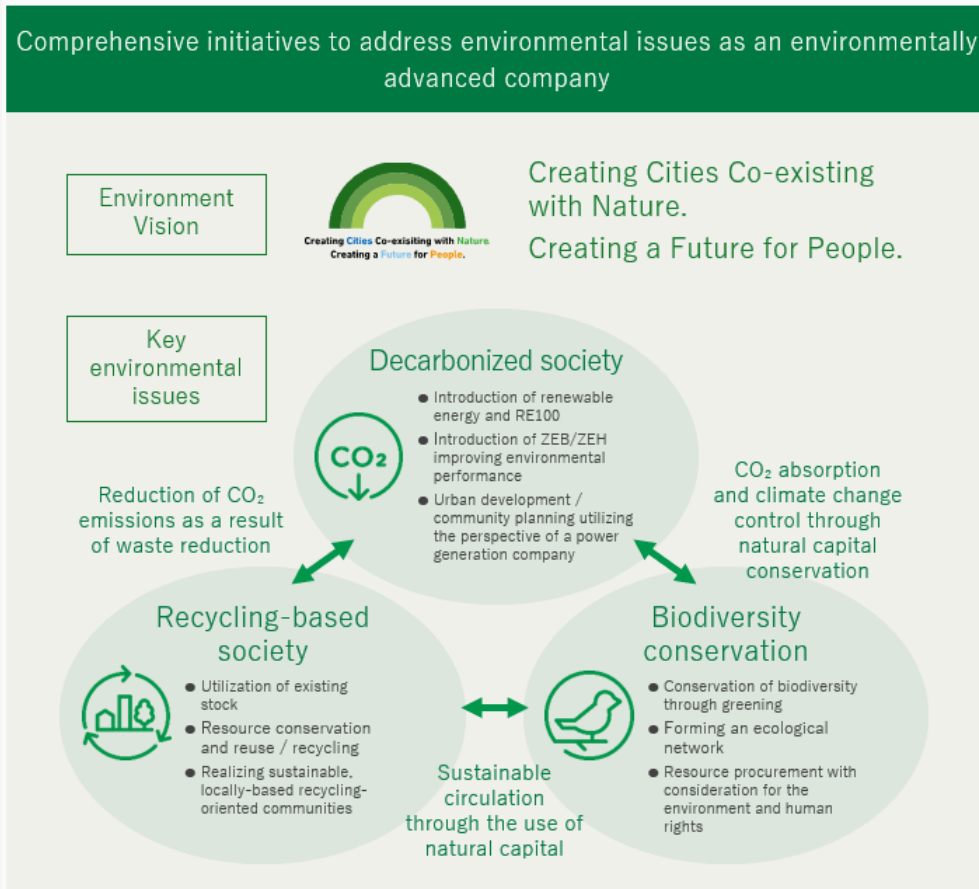 Comprehensive initiatives to address environmental issues as an environmentally
advanced company
Environment
Vision
Creating Cities Co-exisiting with Nature.
Creating a Future for People.
Creating Cities Co-existing
with Nature.
Creating a Future for People.
Key
environmental
issues
Decarbonized society
● Introduction of renewable
energy and RE100
● Introduction of ZEB/ZEH
improving environmental
performance
● Urban development /
community planning utilizing
the perspective of a power
generation company
CO₂
Reduction of CO₂
emissions as a result
of waste reduction
CO₂ absorption
and climate change
control through
natural capital
conservation
Recycling-based
society
● Utilization of existing
stock
● Resource conservation
and reuse / recycling
● Realizing sustainable,
locally-based recycling-
oriented communities
Biodiversity
conservation
● Conservation of biodiversity
through greening
● Forming an ecological
network
● Resource procurement with
consideration for the
environment and human
rights
Sustainable
circulation
through the use of
natural capital